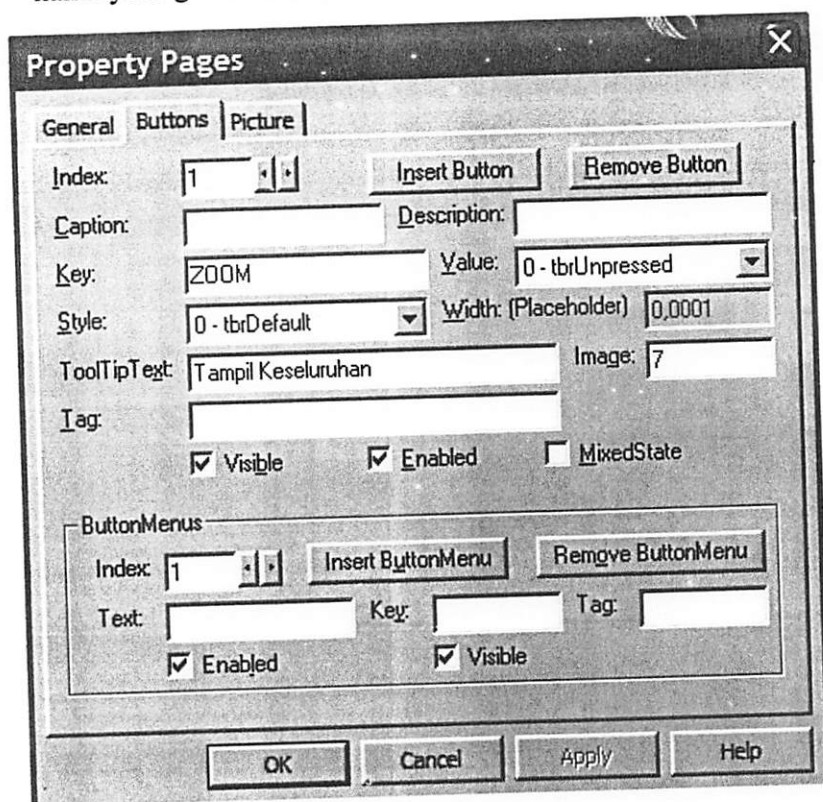 Property Pages
General Buttons Picture
Index: 1 Insert Button Remove Button
Caption: Description:
Key: ZOOM Value: 0 - tbrUnpressed
Style: 0 - tbrDefault Width: (Placeholder) 0,0001
ToolTipText: Tampil Keseluruhan Image: 7
Tag:
Visible Enabled MixedState
ButtonMenus
Index: 1 Insert ButtonMenu Remove ButtonMenu
Text: Key: Tag:
Enabled Visible
OK Cancel Apply Help